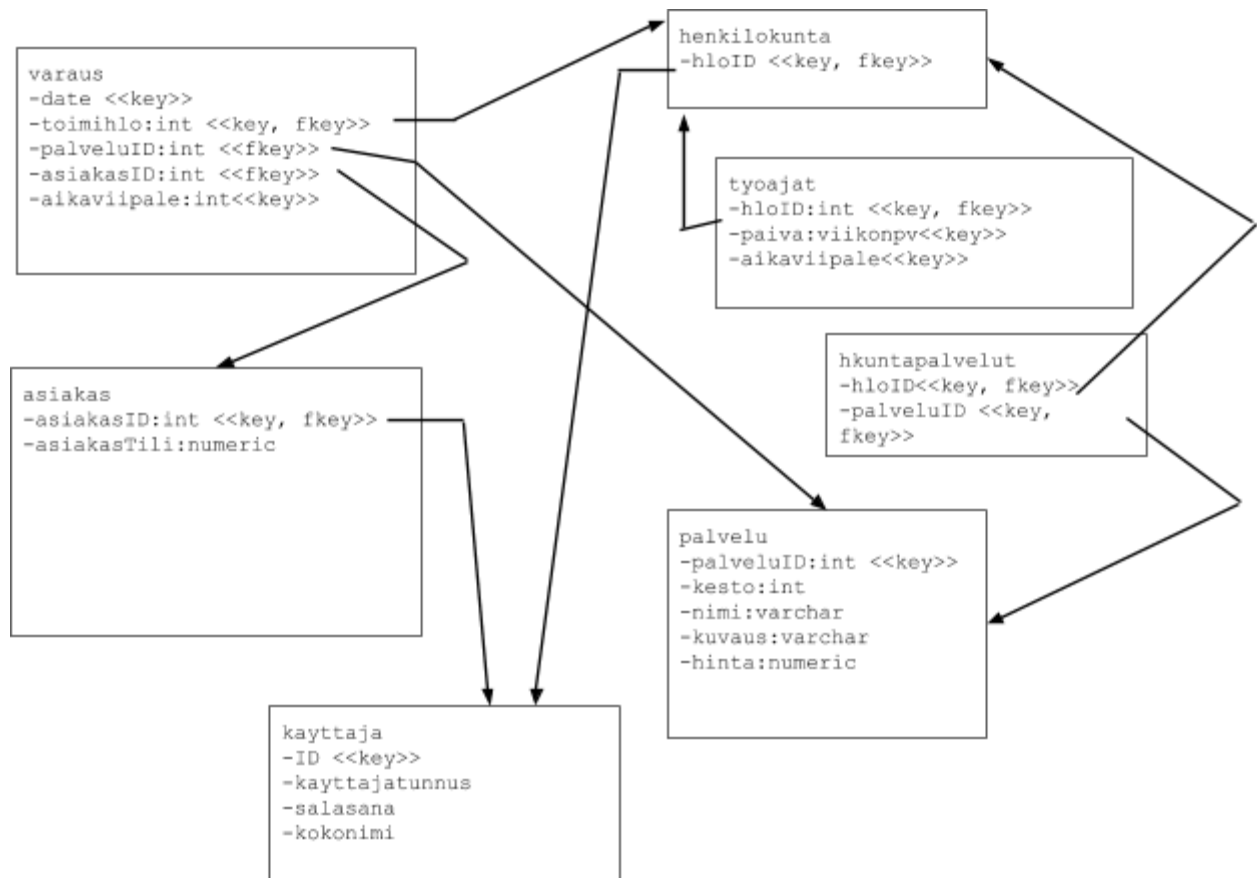 varaus
-date <<key>>
-toimihlo:int <<key, fkey>>
-palveluID:int <<fkey>>
-asiakasID:int <<fkey>>
-aikaviipale:int<<key>>
henkilokunta
-hloID <<key, fkey>>
tyoajat
-hloID:int <<key, fkey>>
-paiva:viikonpv<<key>>
-aikaviipale<<key>>
hkuntapalvelut
-hloID<<key, fkey>>
-palveluID <<key,
fkey>>
asiakas
-asiakasID:int <<key, fkey>>
-asiakasTili:numeric
palvelu
-palveluID:int <<key>>
-kesto:int
-nimi:varchar
-kuvaus:varchar
-hinta:numeric
kayttaja
-ID <<key>>
-kayttajatunnus
-salasana
-kokonimi